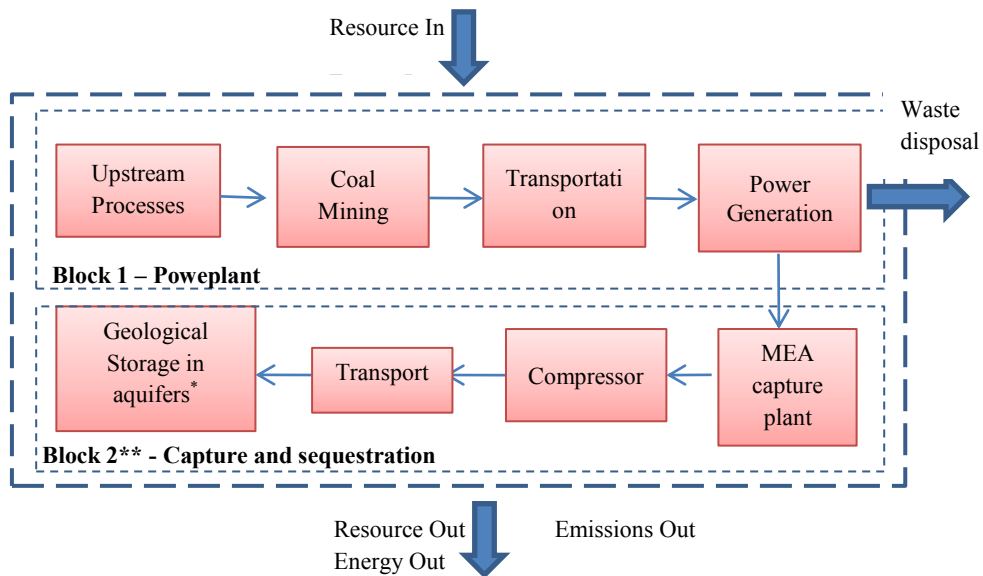 Resource In
Waste
disposal
Upstream
Processes
Coal
Mining
Transportati
on
Power
Generation
Block 1 – Poweplant
Geological
Storage in
aquifers*
Transport
Compressor
MEA
capture
plant
Block 2** - Capture and sequestration
Resource Out
Energy Out
Emissions Out